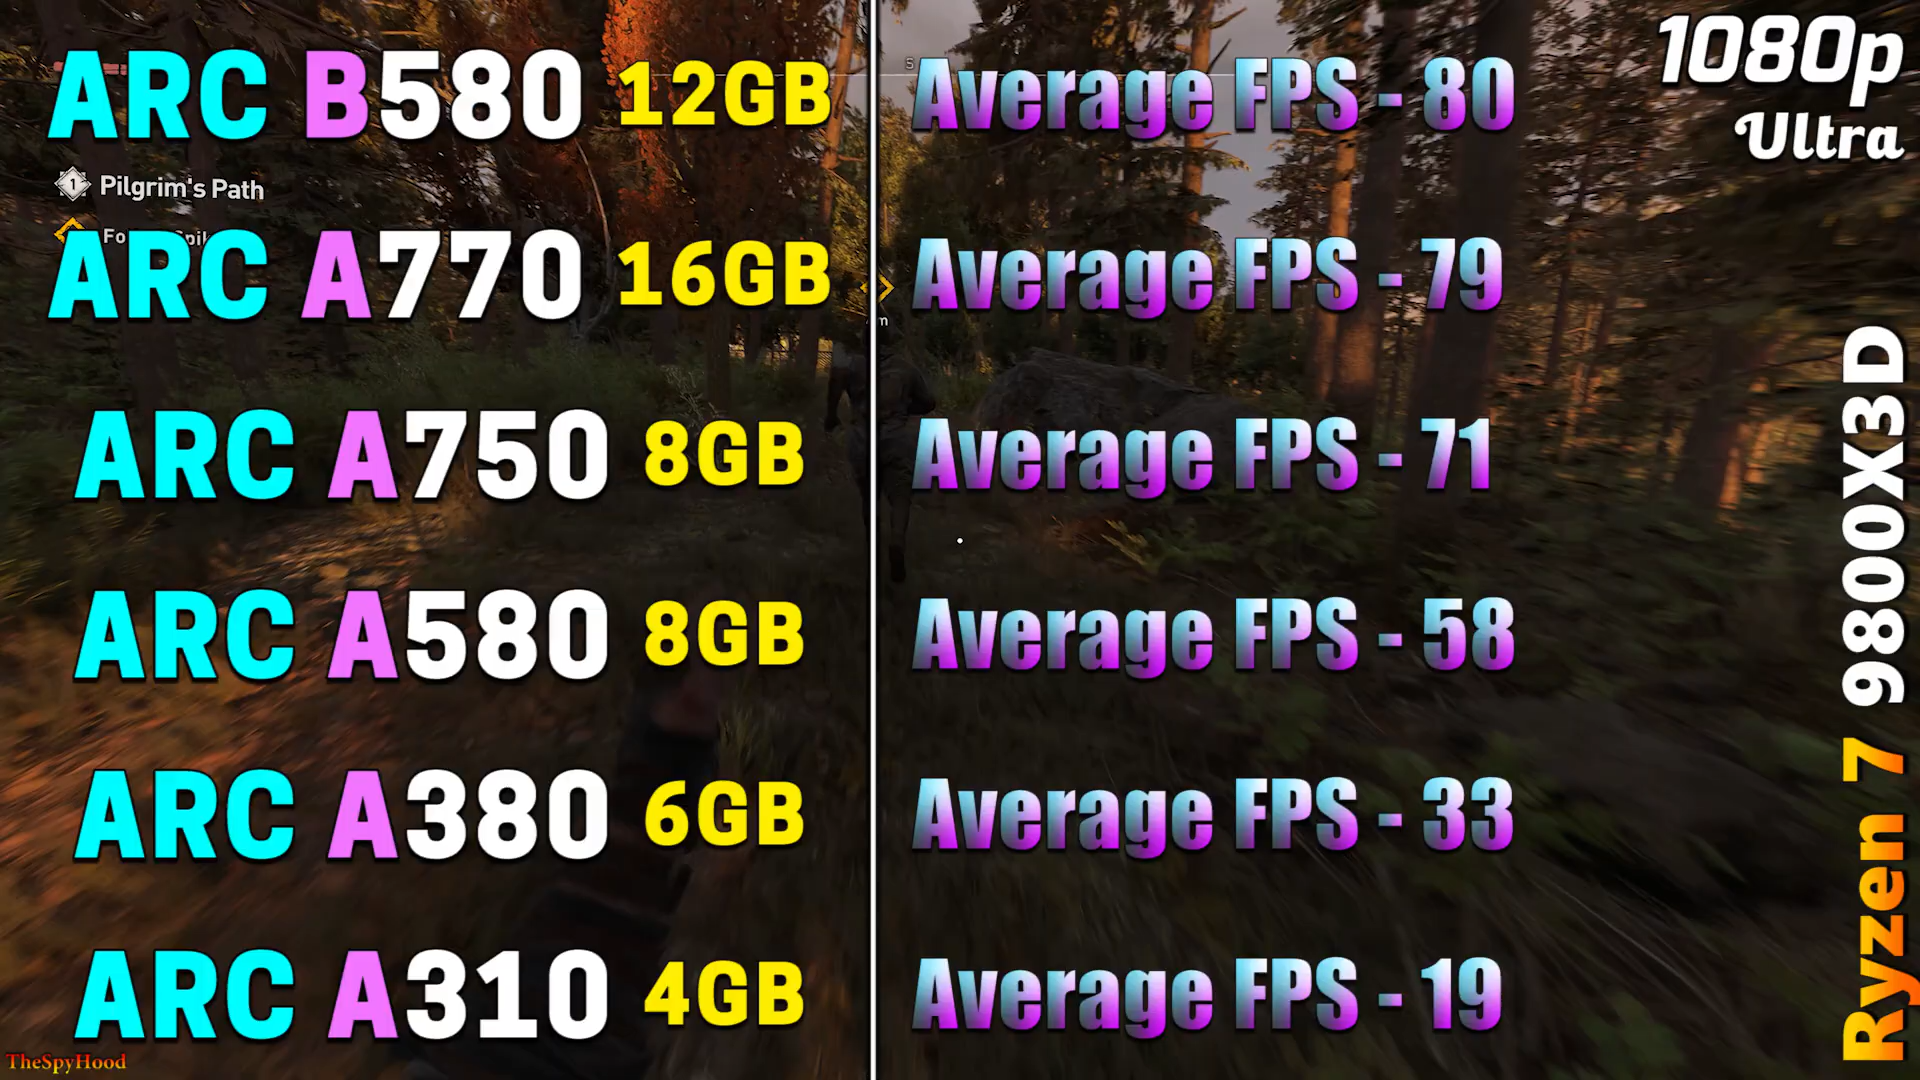 ARC B580 12GB Average FPS - 80
1080p
Ultra
Pilgrim's Path
ARC A770 16GB Average FPS - 79
m
ARC A750 8GB Average FPS - 71
ARC A580 8GB Average FPS - 58
ARC A380 6GB Average FPS - 33
ARC A310 4GB Average FPS - 19
Ryzen 7 9800X3D
TheSpyHood